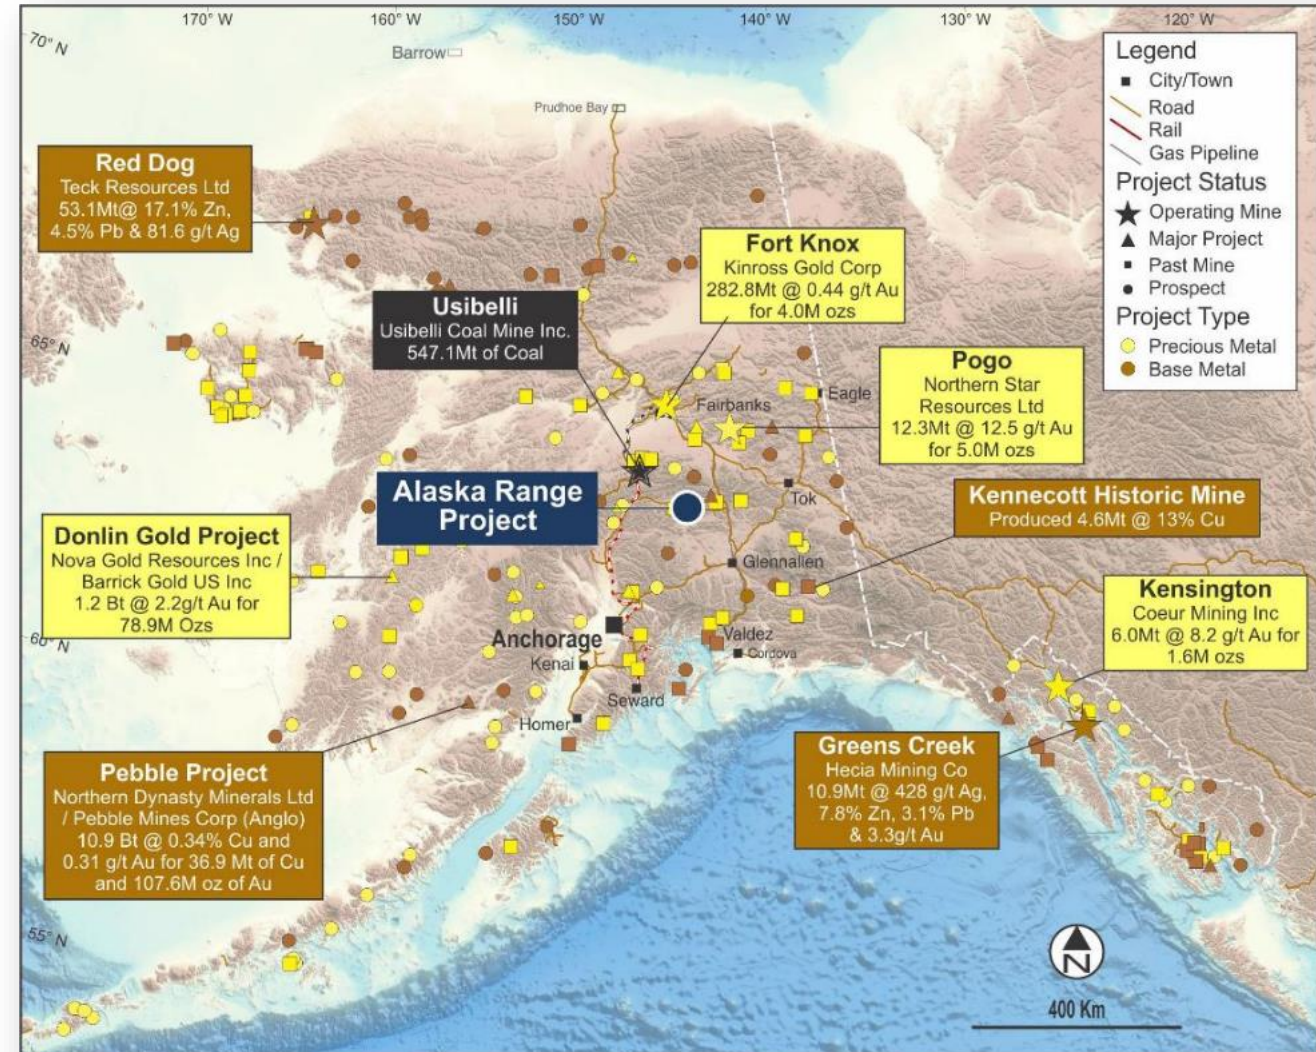 170° W
160° W
150° W
140° W
130° W
120° W
70° N
Barrow
Prudhoe Bay
Legend
City/Town
Road
Rail
Gas Pipeline
Project Status
Operating Mine
Major Project
Past Mine
Prospect
Project Type
Precious Metal
Base Metal
Red Dog
Teck Resources Ltd
53.1Mt@ 17.1% Zn,
4.5% Pb & 81.6 g/t Ag
Fort Knox
Kinross Gold Corp
282.8Mt @ 0.44 g/t Au
for 4.0M ozs
Usibelli
Usibelli Coal Mine Inc.
547.1Mt of Coal
65° N
Pogo
Northern Star
Resources Ltd
12.3Mt @ 12.5 g/t Au
for 5.0M ozs
Fairbanks
Eagle
Alaska Range
Project
Tok
Kennecott Historic Mine
Produced 4.6Mt @ 13% Cu
Donlin Gold Project
Nova Gold Resources Inc /
Barrick Gold US Inc
1.2 Bt @ 2.2g/t Au for
78.9M Ozs
Glennallen
Kensington
Coeur Mining Inc
6.0Mt @ 8.2 g/t Au for
1.6M ozs
60° N
Anchorage
Valdez
Cordova
Kenai
Seward
Homer
Greens Creek
Hecia Mining Co
10.9Mt @ 428 g/t Ag,
7.8% Zn, 3.1% Pb
& 3.3g/t Au
Pebble Project
Northern Dynasty Minerals Ltd
/ Pebble Mines Corp (Anglo)
10.9 Bt @ 0.34% Cu and
0.31 g/t Au for 36.9 Mt of Cu
and 107.6M oz of Au
55° N
N
400 Km